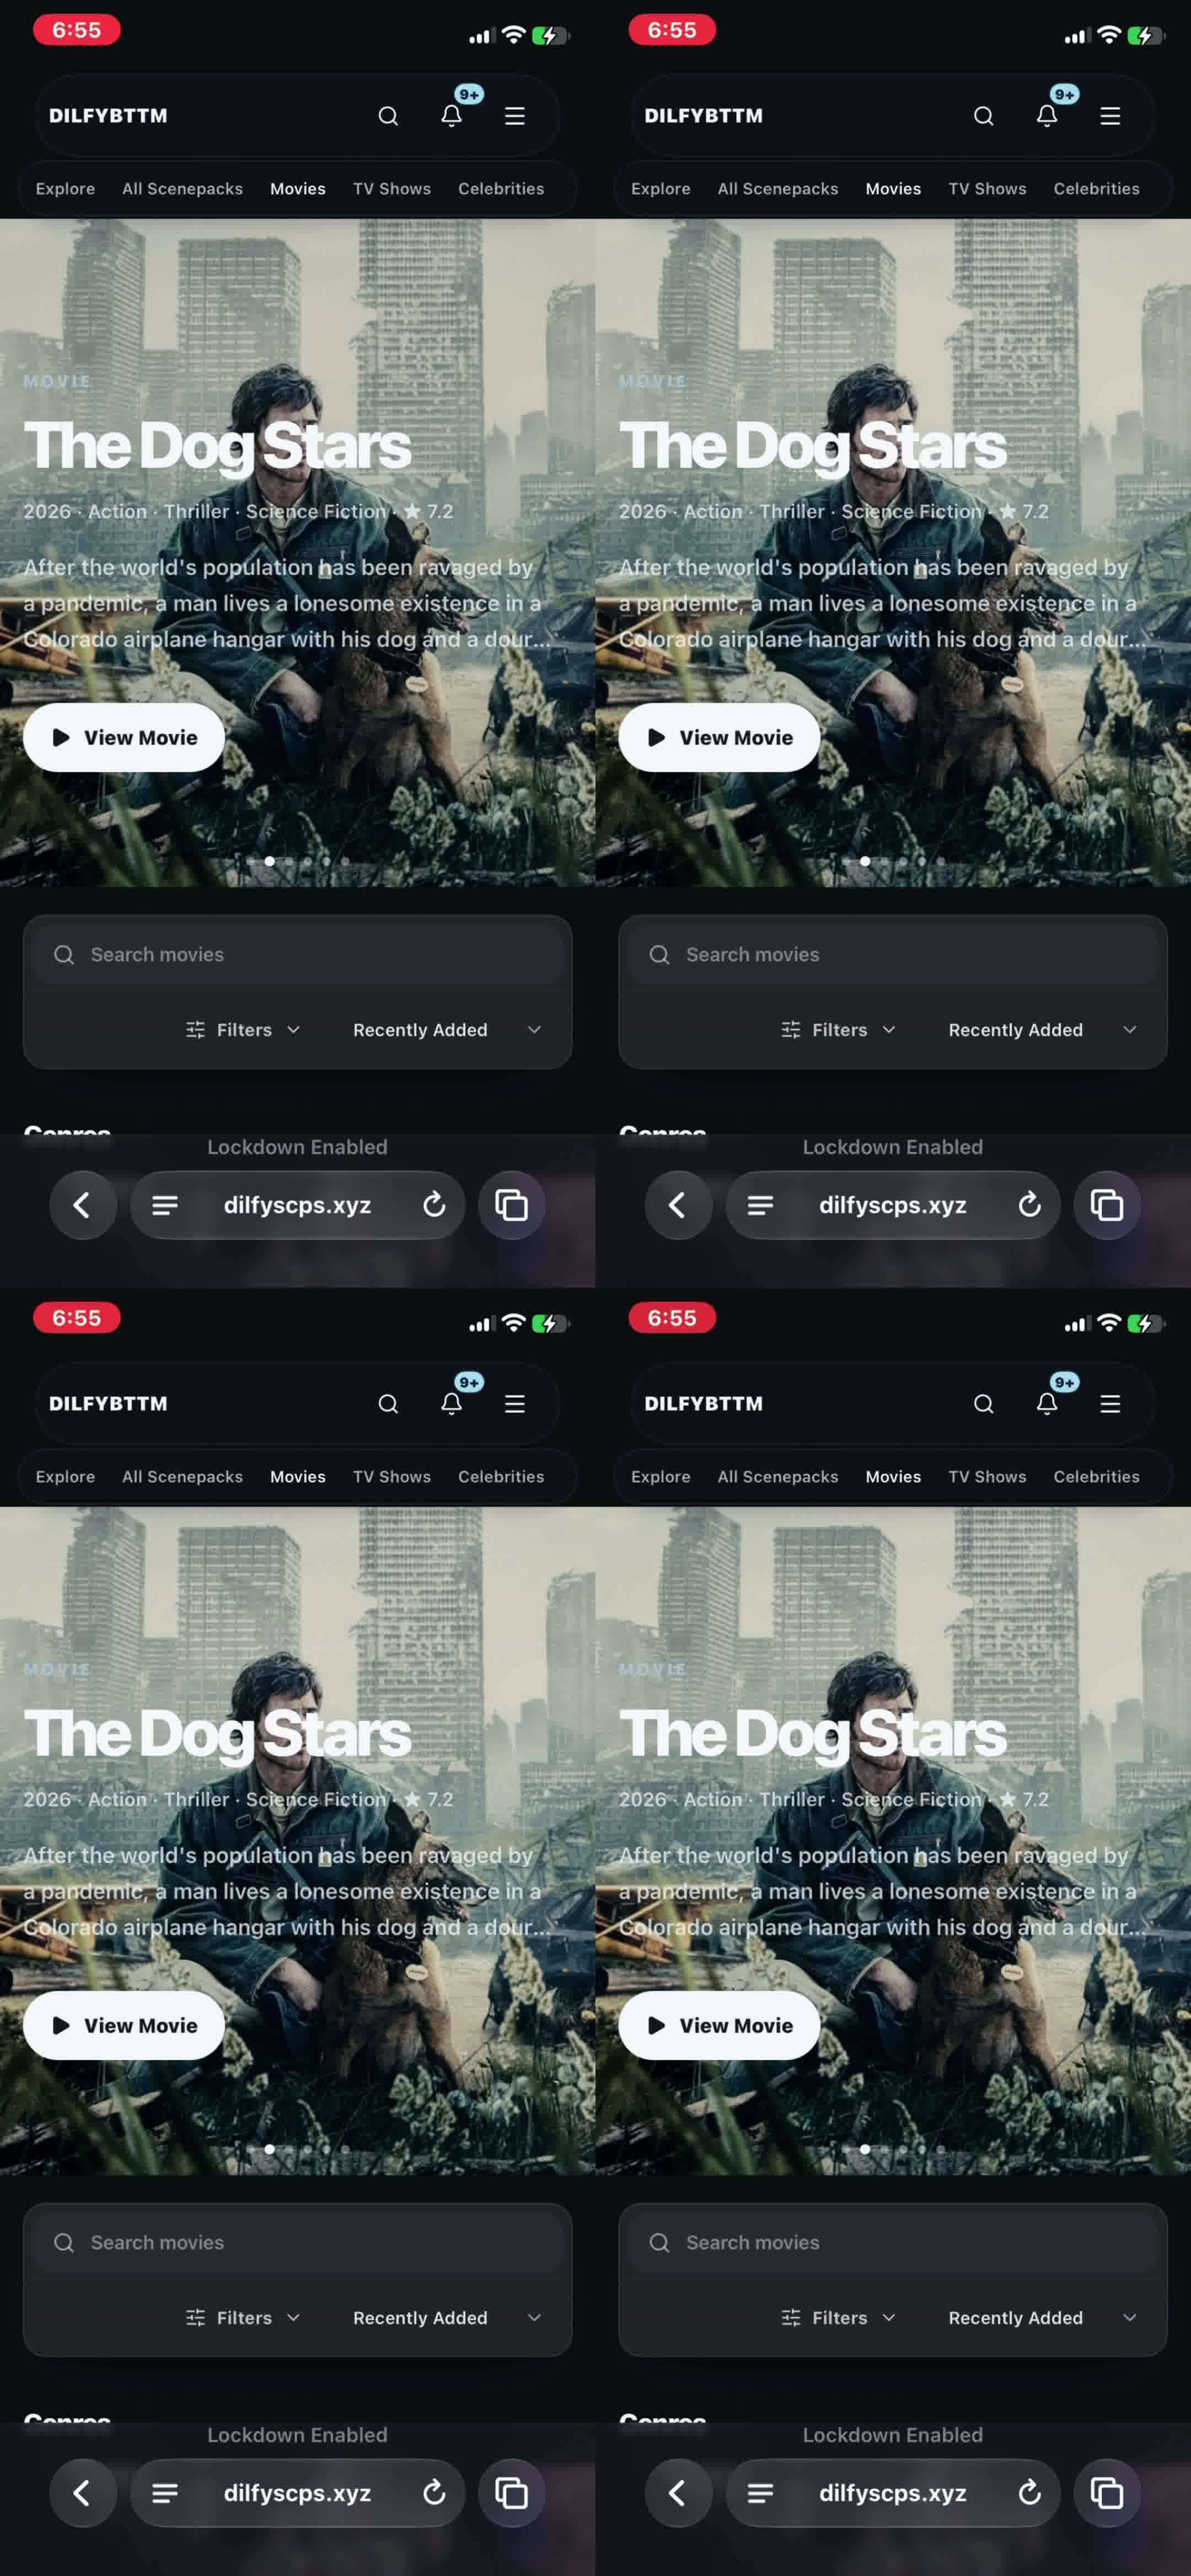 6:55
DILFYBTTM
9+
Explore All Scenepacks Movies TV Shows Celebrities
MOVIE
The Dog Stars
2026 · Action · Thriller · Science Fiction · ★ 7.2
After the world's population has been ravaged by
a pandemic, a man lives a lonesome existence in a
Colorado airplane hangar with his dog and a dour...
View Movie
Search movies
Filters Recently Added
Genres
Lockdown Enabled
dilfyscps.xyz
6:55
DILFYBTTM
9+
Explore All Scenepacks Movies TV Shows Celebrities
MOVIE
The Dog Stars
2026 · Action · Thriller · Science Fiction · ★ 7.2
After the world's population has been ravaged by
a pandemic, a man lives a lonesome existence in a
Colorado airplane hangar with his dog and a dour...
View Movie
Search movies
Filters Recently Added
Genres
Lockdown Enabled
dilfyscps.xyz
6:55
DILFYBTTM
9+
Explore All Scenepacks Movies TV Shows Celebrities
MOVIE
The Dog Stars
2026 · Action · Thriller · Science Fiction · ★ 7.2
After the world's population has been ravaged by
a pandemic, a man lives a lonesome existence in a
Colorado airplane hangar with his dog and a dour...
View Movie
Search movies
Filters Recently Added
Genres
Lockdown Enabled
dilfyscps.xyz
6:55
DILFYBTTM
9+
Explore All Scenepacks Movies TV Shows Celebrities
MOVIE
The Dog Stars
2026 · Action · Thriller · Science Fiction · ★ 7.2
After the world's population has been ravaged by
a pandemic, a man lives a lonesome existence in a
Colorado airplane hangar with his dog and a dour...
View Movie
Search movies
Filters Recently Added
Genres
Lockdown Enabled
dilfyscps.xyz